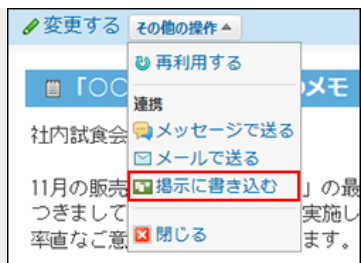 変更する その他の操作▲
再利用する
「〇〇 のメモ
連携
社内試食会
メッセージで送る
メールで送る
11月の販売 」の最
掲示に書き込む
つきまして 実施し
閉じる
率直なご意 ます。